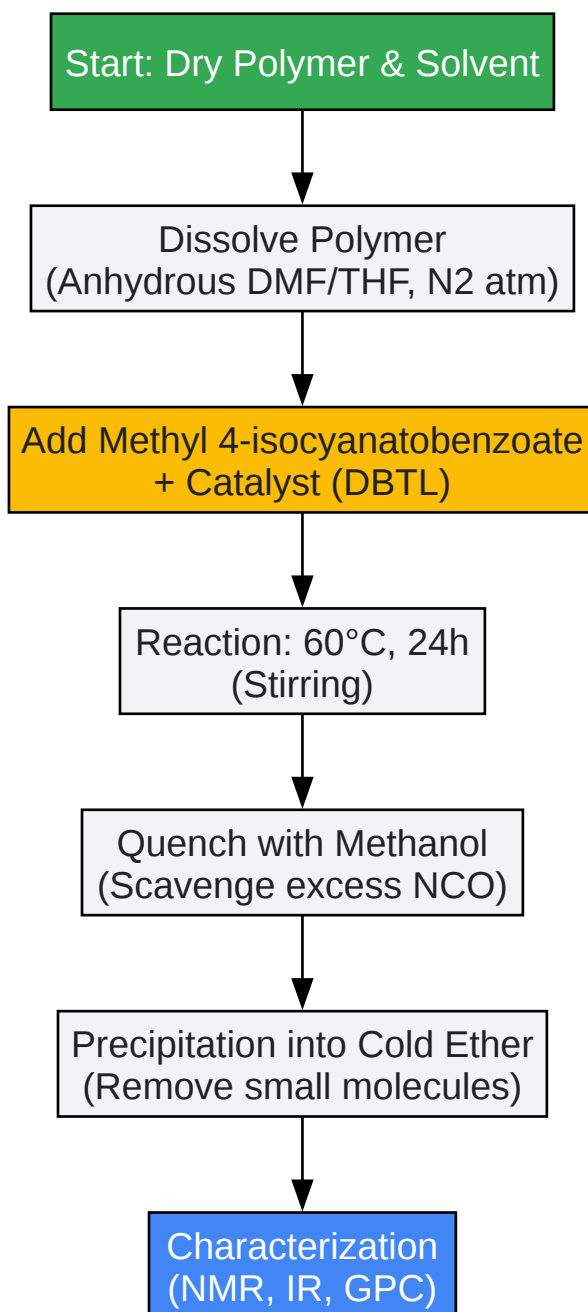 Start: Dry Polymer & Solvent
Dissolve Polymer
(Anhydrous DMF/THF, N2 atm)
Add Methyl 4-isocyanatobenzoate
+ Catalyst (DBTL)
Reaction: 60°C, 24h
(Stirring)
Quench with Methanol
(Scavenge excess NCO)
Precipitation into Cold Ether
(Remove small molecules)
Characterization
(NMR, IR, GPC)